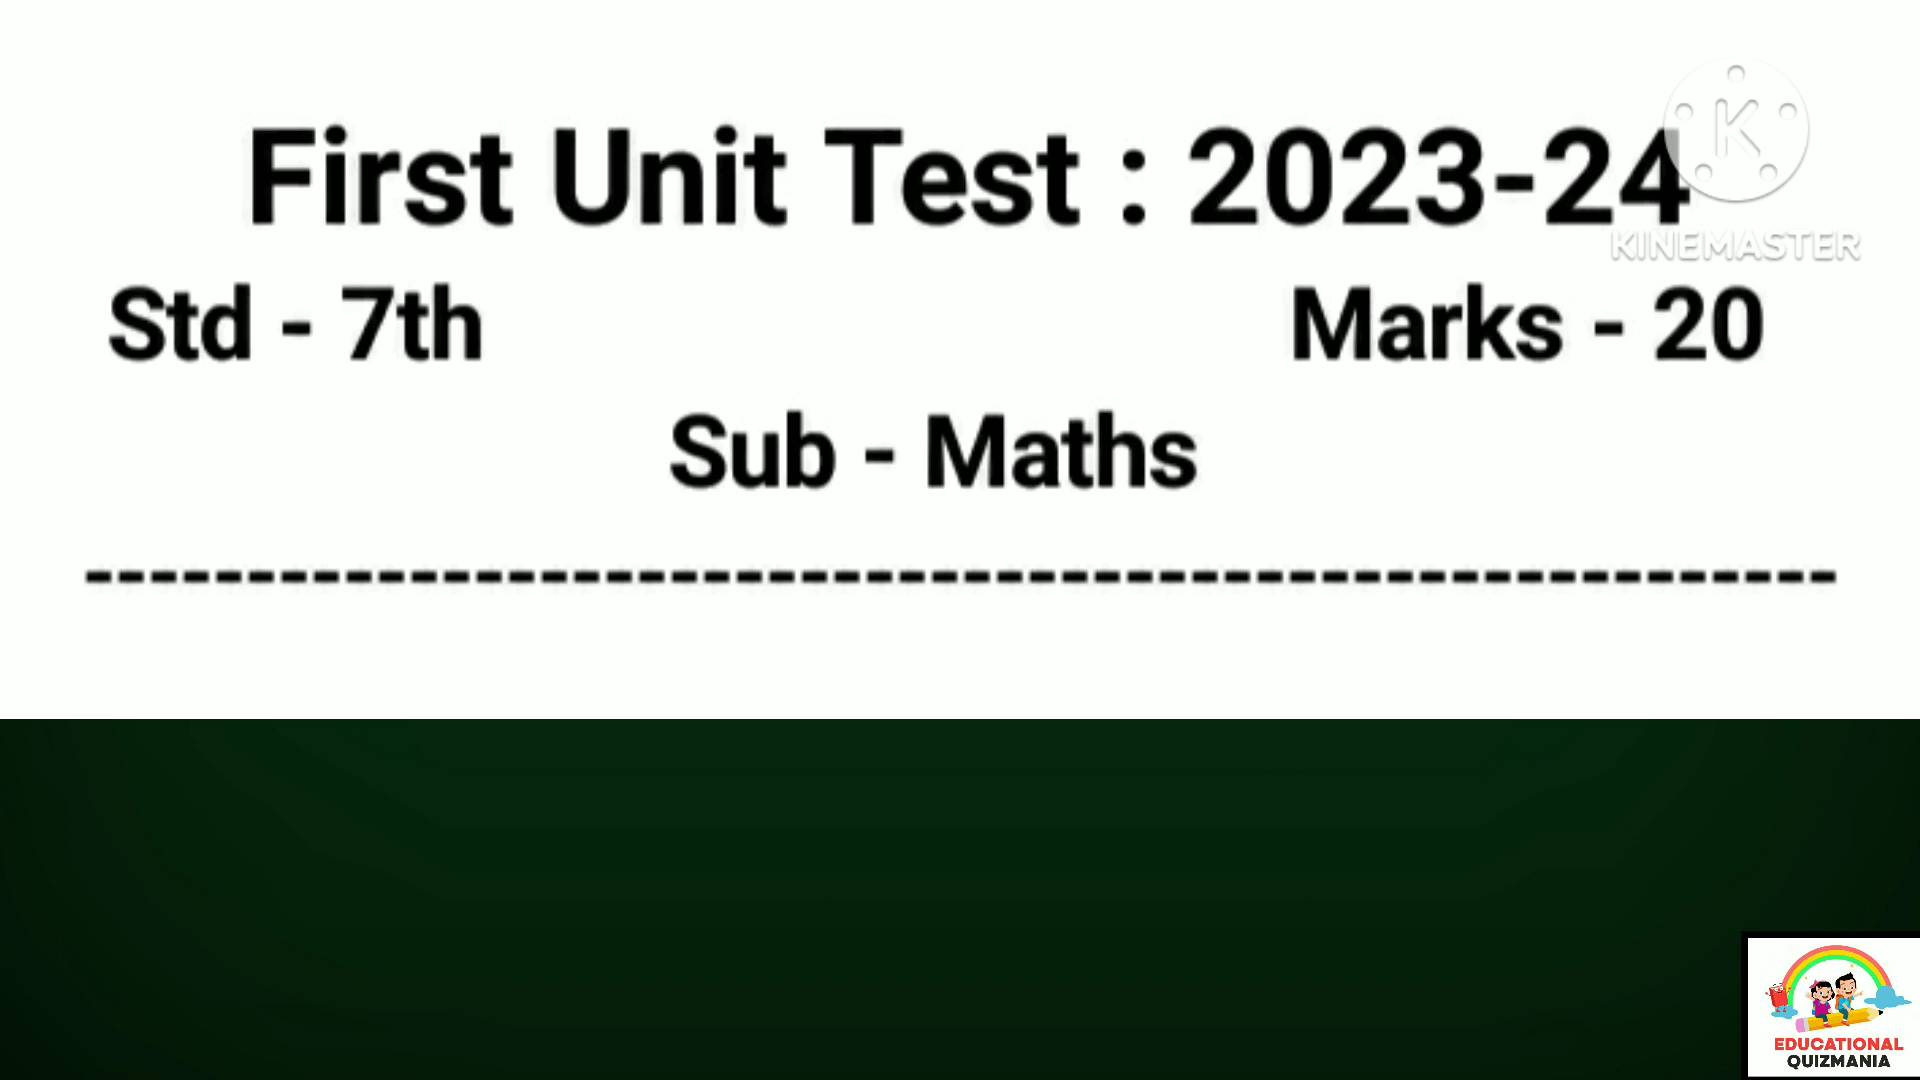 First Unit Test : 2023-24
KINEMASTER
Std - 7th Marks - 20
Sub - Maths
EDUCATIONAL
QUIZMANIA